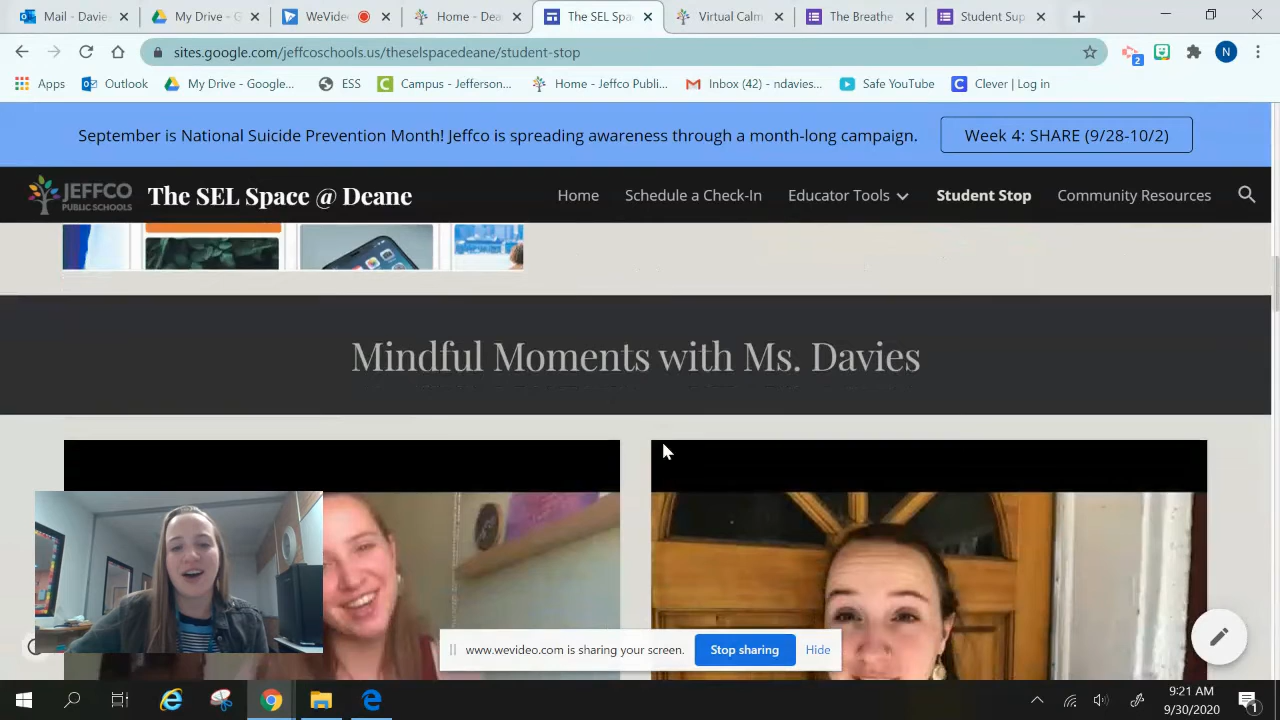 Mail - Davie
My Drive - G
WeVide
Home - Dea
The SEL Spa
Virtual Calm
The Breathe
Student Sup
sites.google.com/jeffcoschools.us/theselspacedeane/student-stop
2
N
Apps
Outlook
My Drive - Google...
ESS
Campus - Jefferson...
Home - Jeffco Publi...
Inbox (42) - ndavies...
Safe YouTube
Clever | Log in
September is National Suicide Prevention Month! Jeffco is spreading awareness through a month-long campaign.
Week 4: SHARE (9/28-10/2)
JEFFCO
PUBLIC SCHOOLS
The SEL Space @ Deane
Home
Schedule a Check-In
Educator Tools
Student Stop
Community Resources
Mindful Moments with Ms. Davies
www.wevideo.com is sharing your screen.
Stop sharing
Hide
9:21 AM
9/30/2020
1